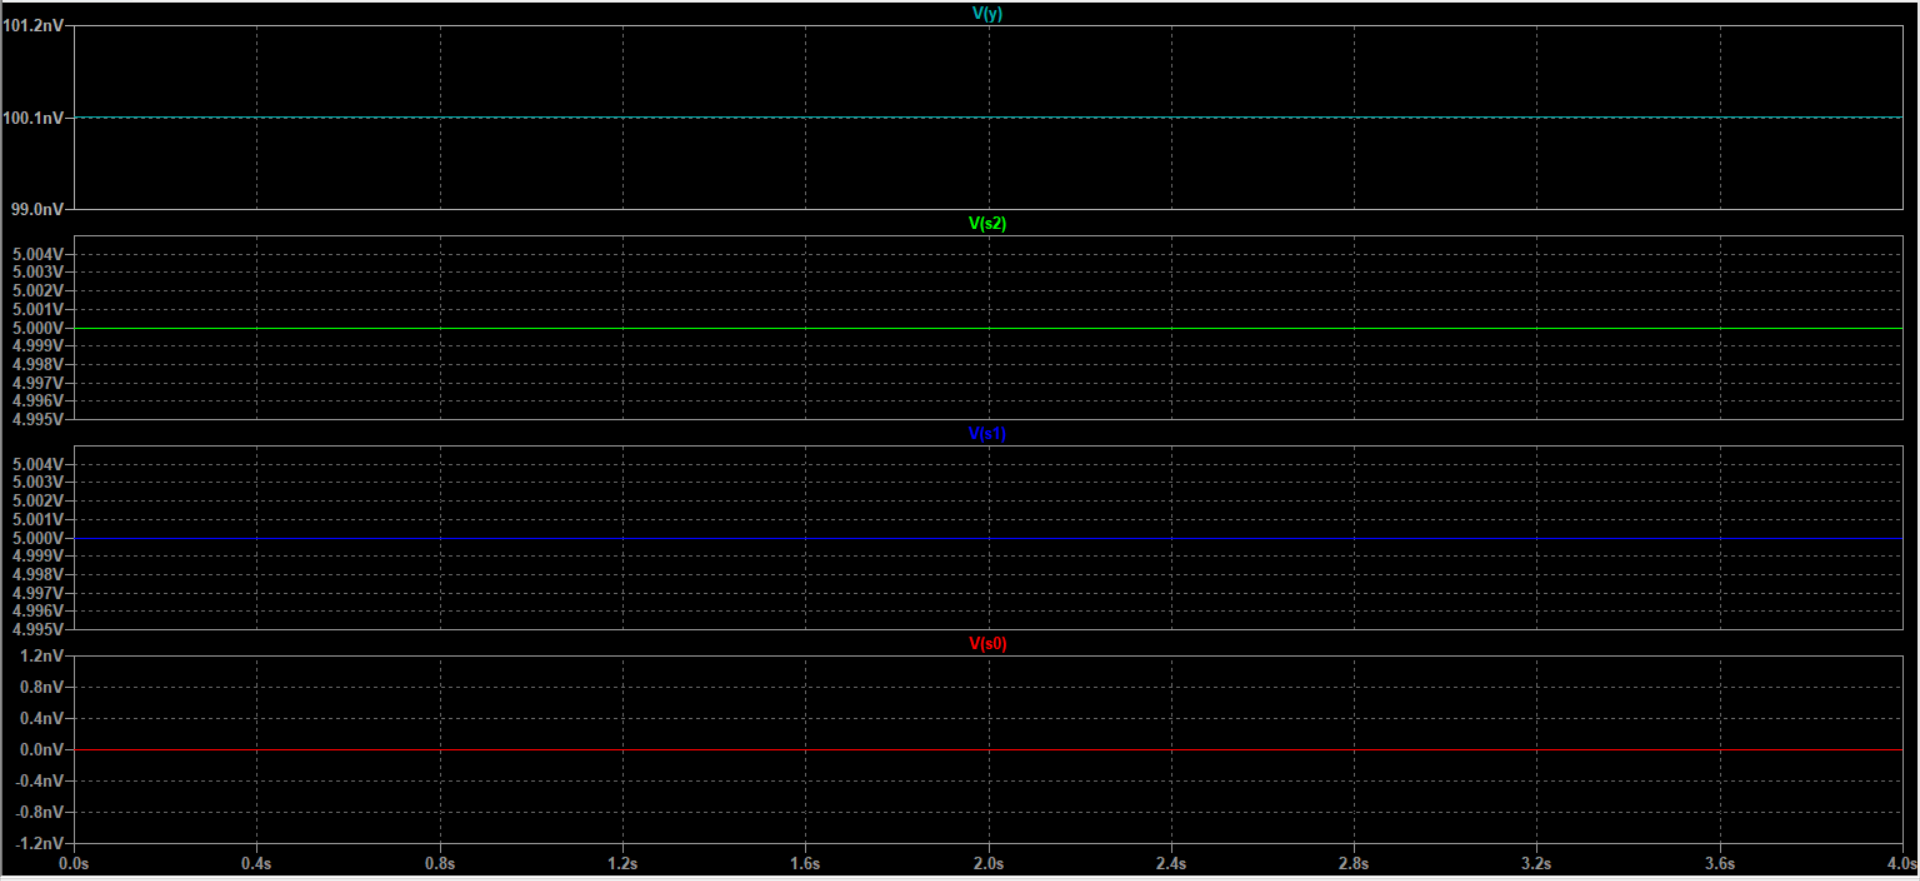 V(y)
101.2nV
100.1nV
99.0nV
V(s2)
5.004V
5.003V
5.002V
5.001V
5.000V
4.999V
4.998V
4.997V
4.996V
4.995V
V(s1)
5.004V
5.003V
5.002V
5.001V
5.000V
4.999V
4.998V
4.997V
4.996V
4.995V
V(s0)
1.2nV
0.8nV
0.4nV
0.0nV
-0.4nV
-0.8nV
-1.2nV
0.0s 0.4s 0.8s 1.2s 1.6s 2.0s 2.4s 2.8s 3.2s 3.6s 4.0s